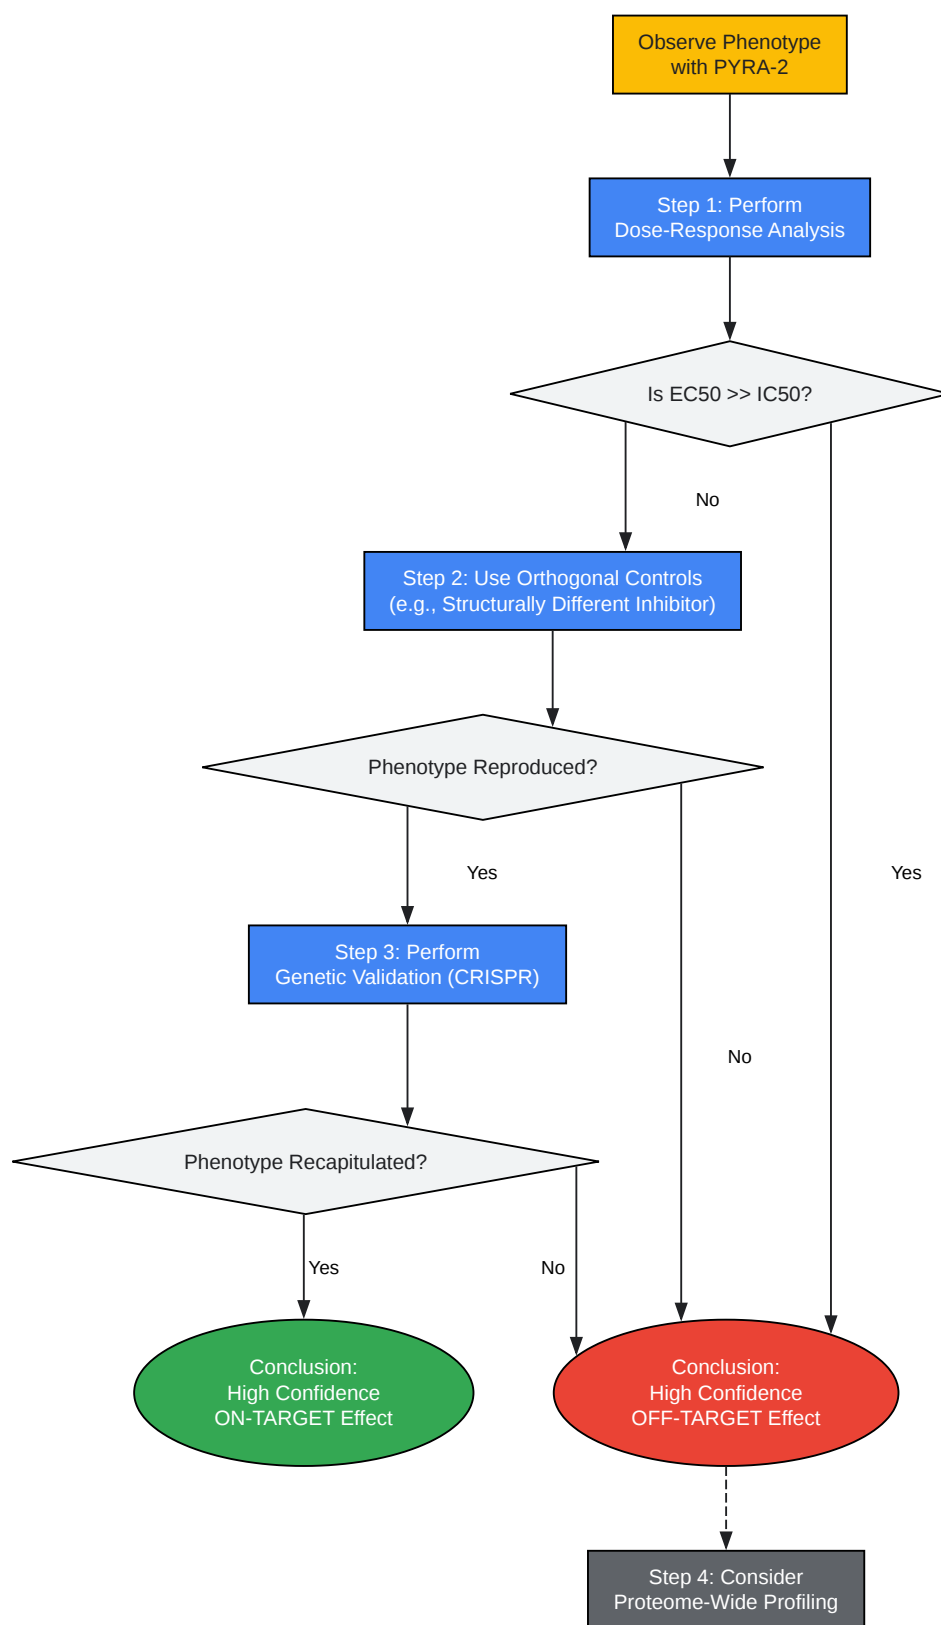 Observe Phenotype
with PYRA-2
Step 1: Perform
Dose-Response Analysis
Is EC50 >> IC50?
No
Step 2: Use Orthogonal Controls
(e.g., Structurally Different Inhibitor)
Phenotype Reproduced?
Yes
Yes
Step 3: Perform
Genetic Validation (CRISPR)
No
Phenotype Recapitulated?
Yes
No
Conclusion:
High Confidence
ON-TARGET Effect
Conclusion:
High Confidence
OFF-TARGET Effect
Step 4: Consider
Proteome-Wide Profiling